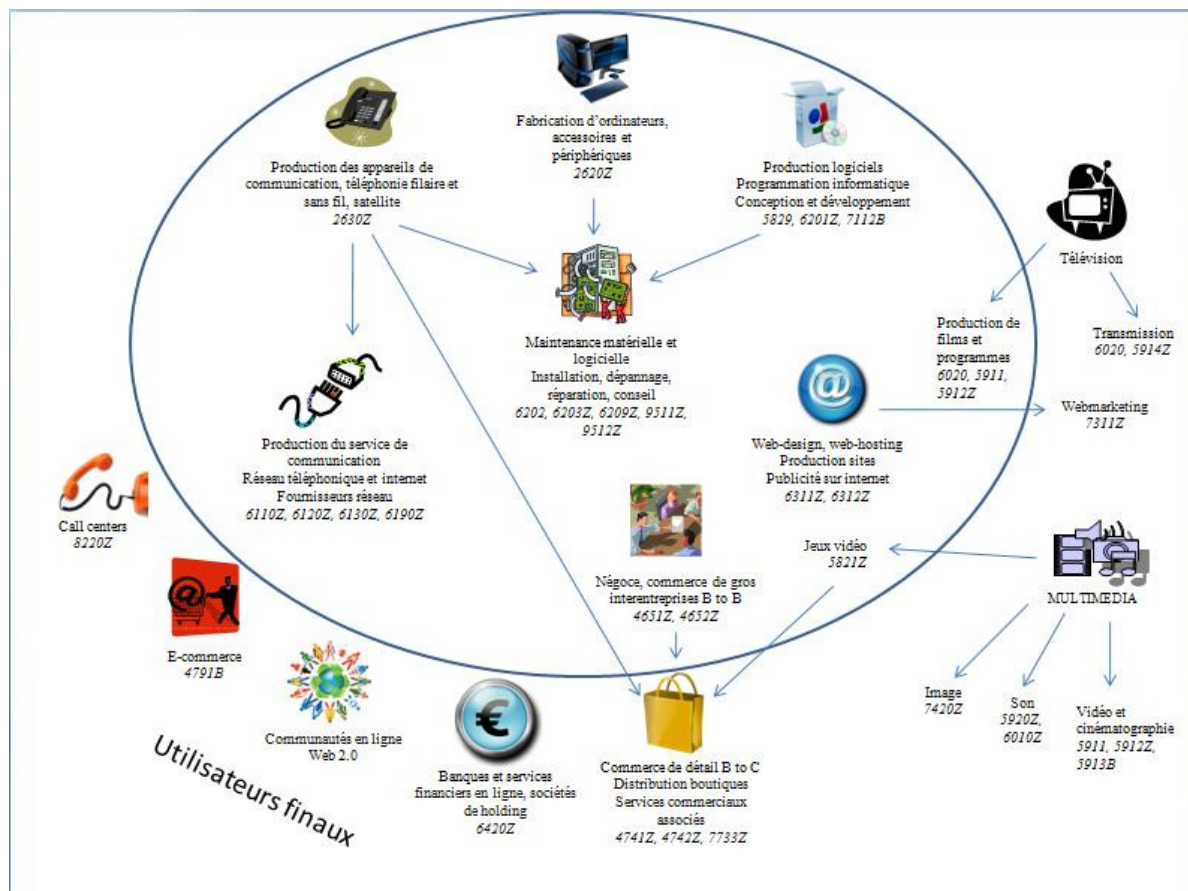 Fabrication d'ordinateurs,
accessoires et
périphériques
2620Z
Production des appareils de
communication, téléphonie filaire et
sans fil, satellite
2630Z
Production logiciels
Programmation informatique
Conception et développement
5829, 6201Z, 7112B
Télévision
Production de
films et
programmes
6020, 5911,
5912Z
Transmission
6020, 5914Z
Maintenance matérielle et
logicielle
Installation, dépannage,
réparation, conseil
6202, 6203Z, 6209Z, 9511Z,
9512Z
Webmarketing
7311Z
Production du service de
communication
Réseau téléphonique et internet
Fournisseurs réseau
6110Z, 6120Z, 6130Z, 6190Z
Web-design, web-hosting
Production sites
Publicité sur internet
6311Z, 6312Z
Call centers
8220Z
Jeux vidéo
5821Z
Négoce, commerce de gros
interentreprises B to B
4651Z, 4652Z
MULTIMEDIA
E-commerce
4791B
Image
7420Z
Son
5920Z,
6010Z
Vidéo et
cinématographie
5911, 5912Z,
5913B
Communautés en ligne
Web 2.0
Utilisateurs finaux
Banques et services
financiers en ligne, sociétés
de holding
6420Z
Commerce de détail B to C
Distribution boutiques
Services commerciaux
associés
4741Z, 4742Z, 7733Z